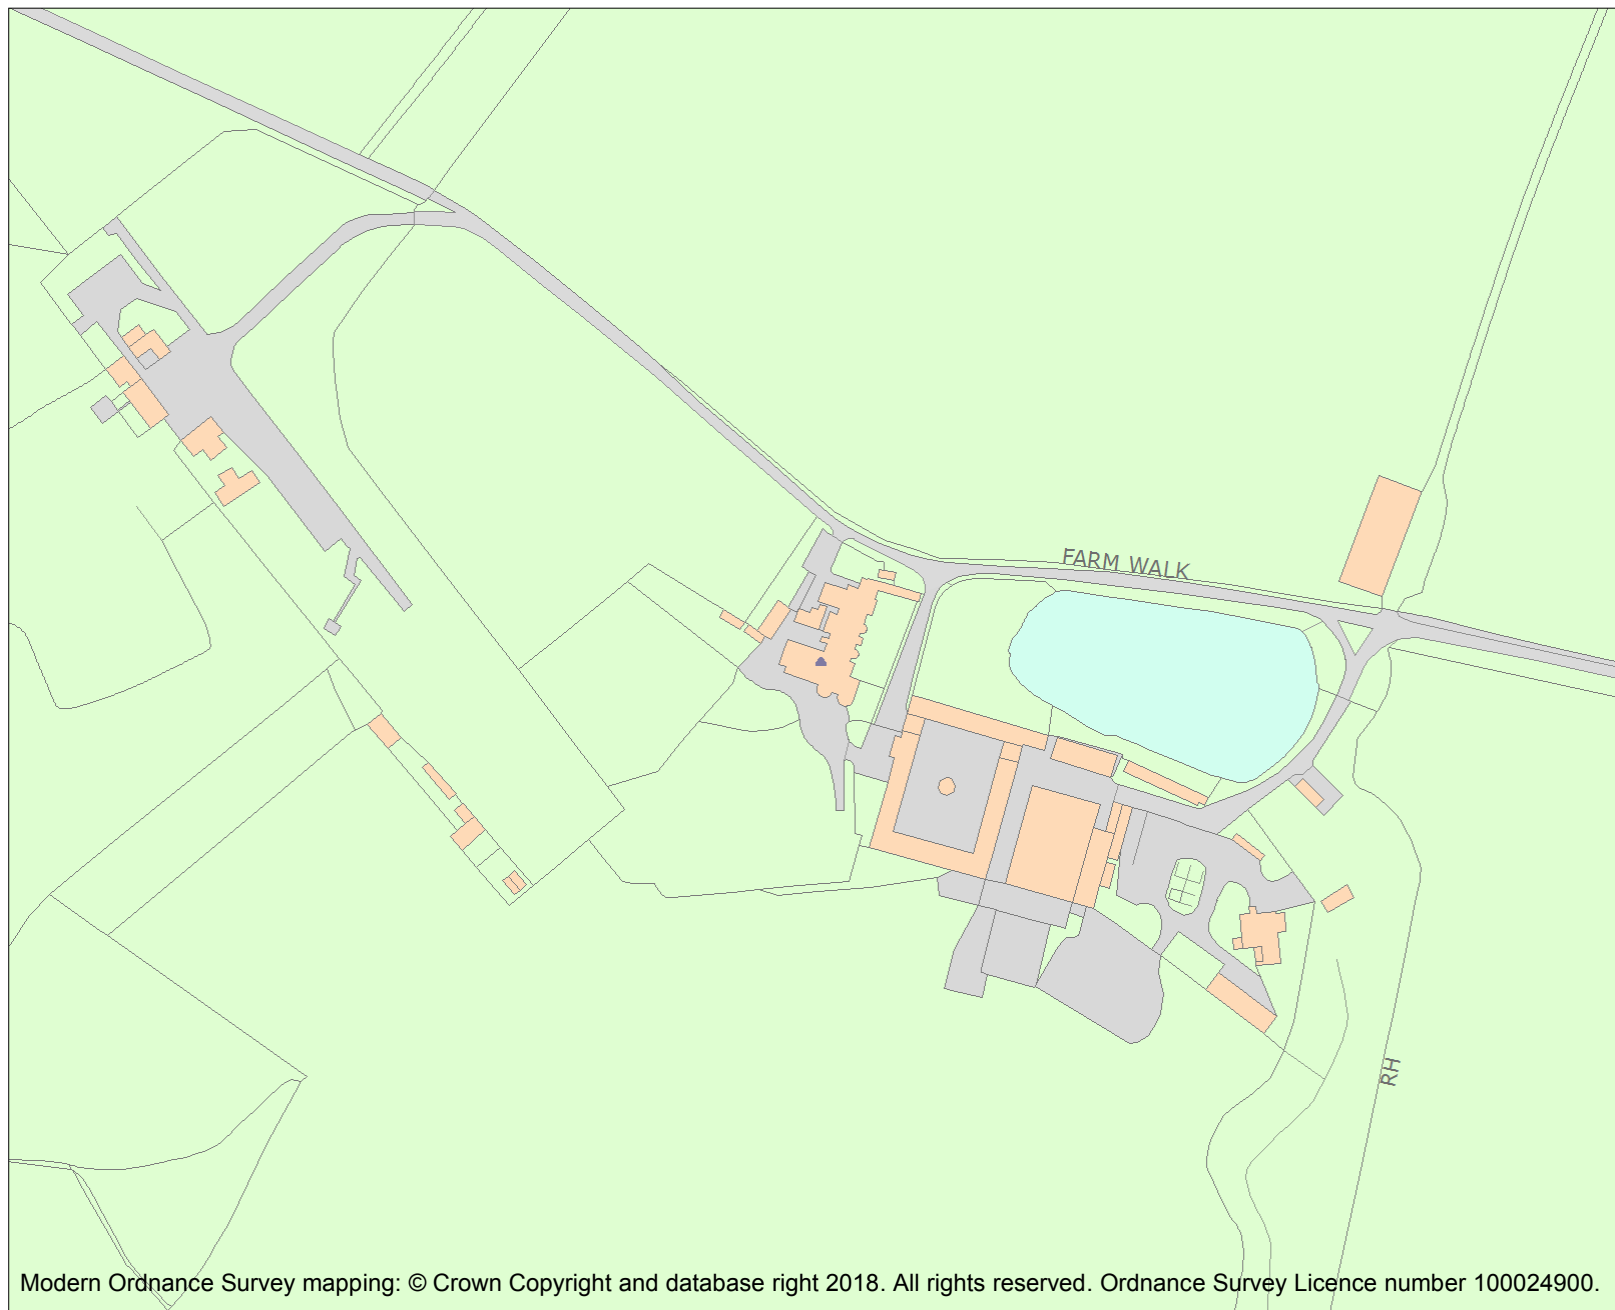 FARM WALK
RH
Modern Ordnance Survey mapping: © Crown Copyright and database right 2018. All rights reserved. Ordnance Survey Licence number 100024900.